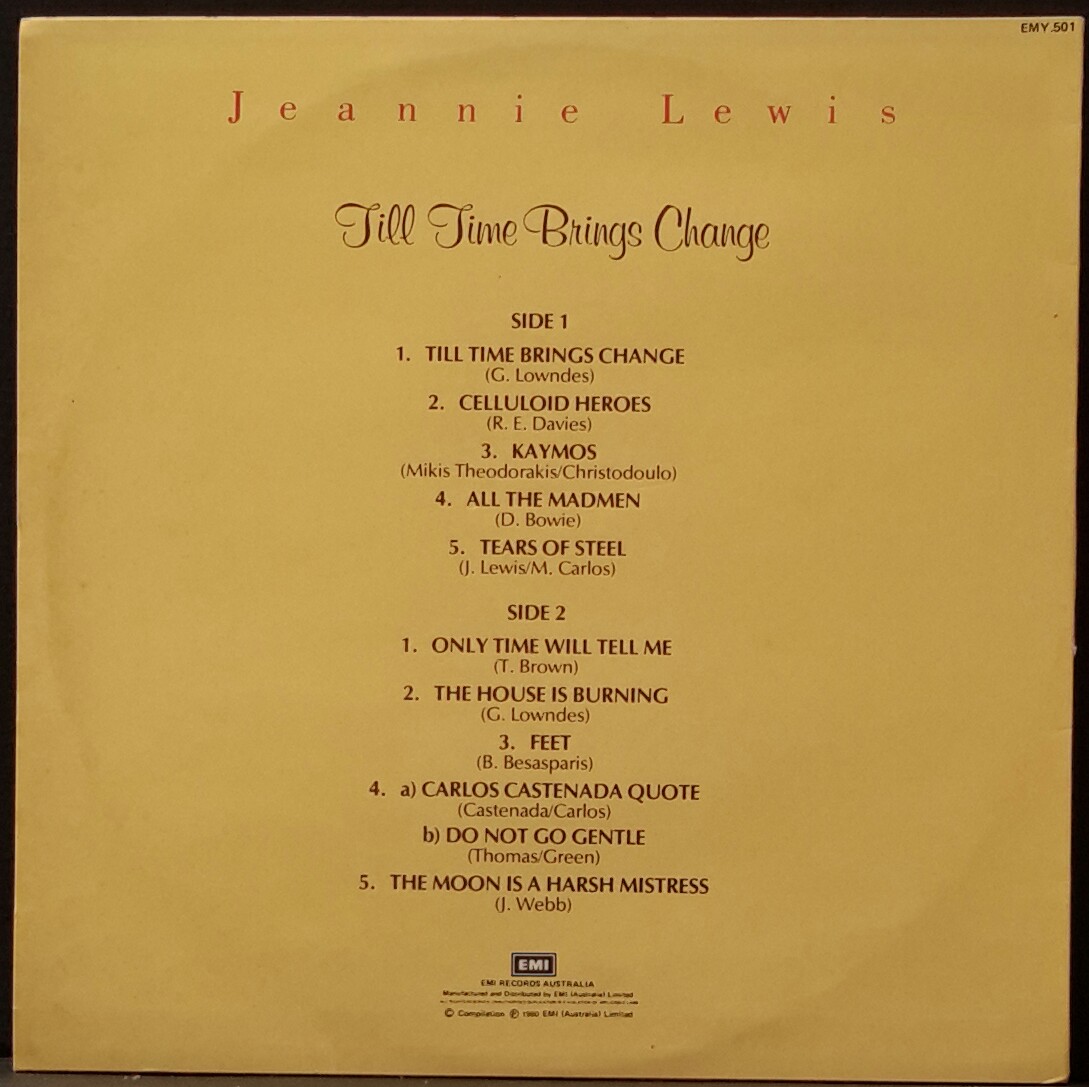 EMY.501
Jeannie Lewis
Till Time Brings Change
SIDE 1
1. TILL TIME BRINGS CHANGE
(G. Lowndes)
2. CELLULOID HEROES
(R. E. Davies)
3. KAYMOS
(Mikis Theodorakis/Christodoulo)
4. ALL THE MADMEN
(D. Bowie)
5. TEARS OF STEEL
(J. Lewis/M. Carlos)
SIDE 2
1. ONLY TIME WILL TELL ME
(T. Brown)
2. THE HOUSE IS BURNING
(G. Lowndes)
3. FEET
(B. Besasparis)
4. a) CARLOS CASTENADA QUOTE
(Castenada/Carlos)
b) DO NOT GO GENTLE
(Thomas/Green)
5. THE MOON IS A HARSH MISTRESS
(J. Webb)
EMI
EMI RECORDS AUSTRALIA
Manufactured and Distributed by EMI (Australia) Limited
© Compilation ℗ 1980 EMI (Australia) Limited